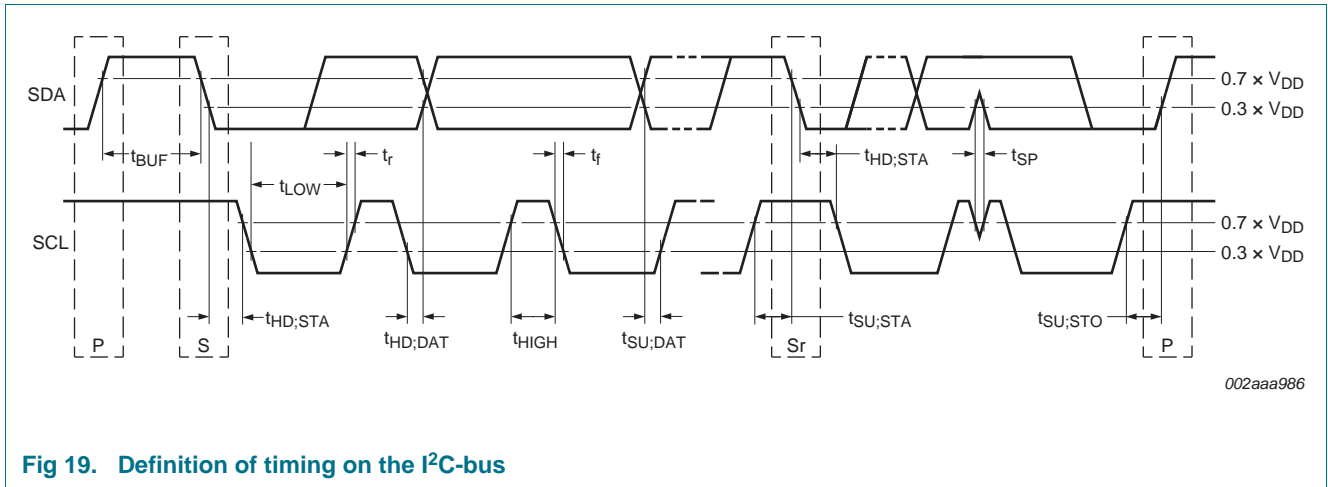 SDA
0.7 × VDD
0.3 × VDD
tBUF
tr
tf
tHD;STA
tSP
tLOW
SCL
0.7 × VDD
0.3 × VDD
tHD;STA
tHD;DAT
tHIGH
tSU;DAT
tSU;STA
tSU;STO
P
S
Sr
P
002aaa986
Fig 19. Definition of timing on the I²C-bus